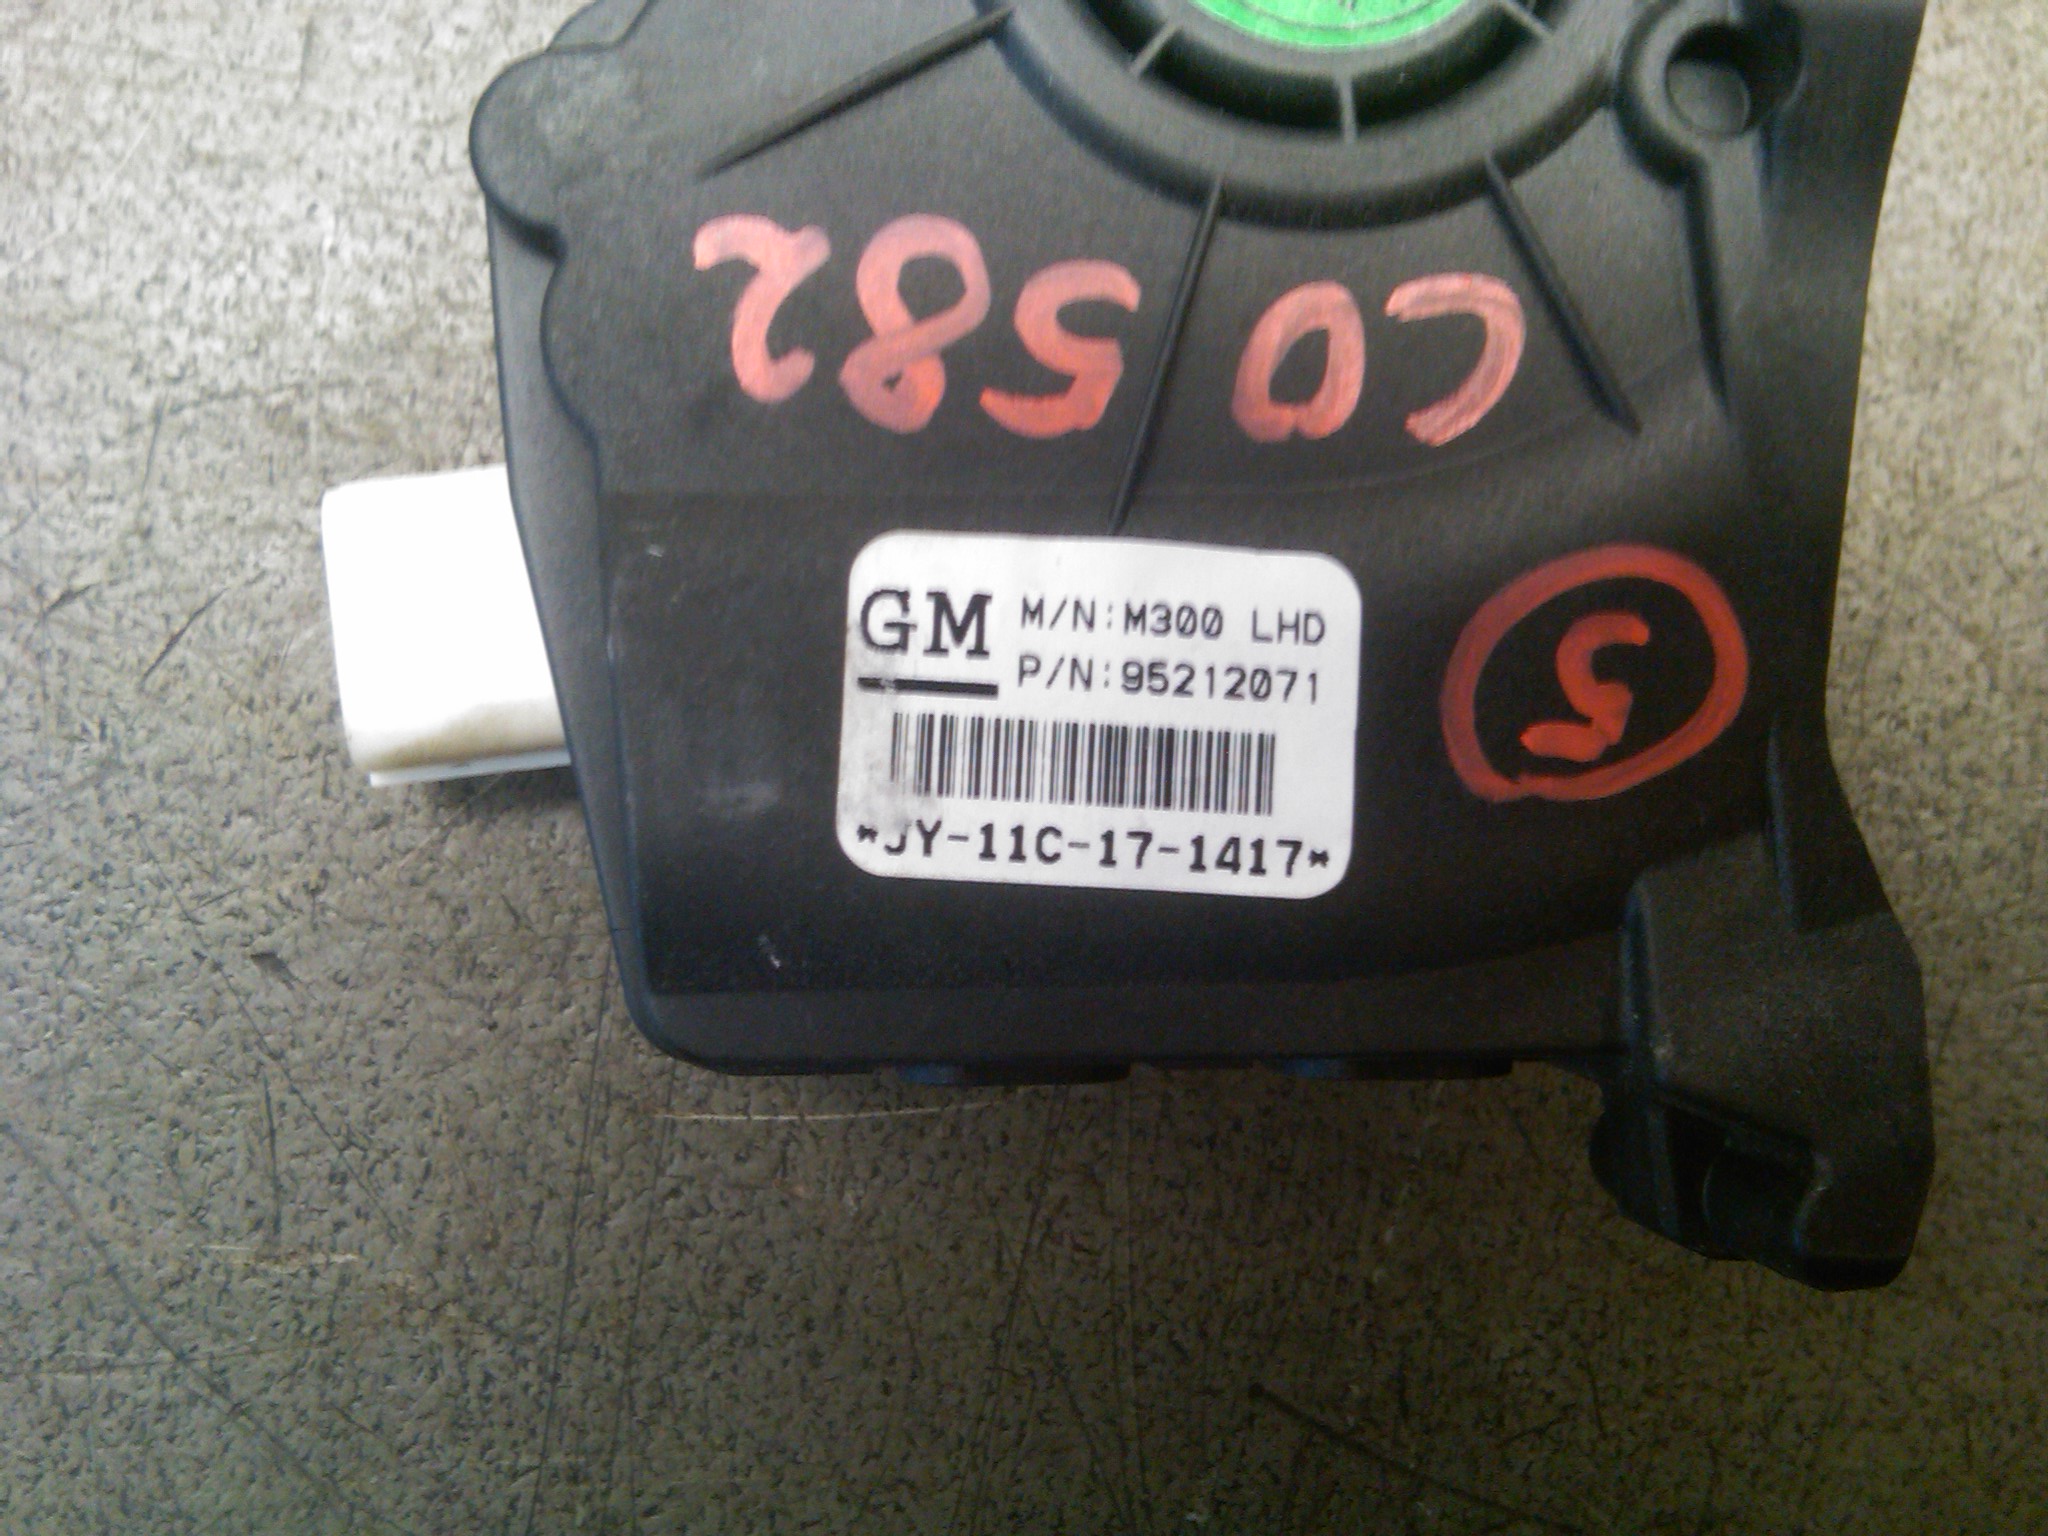 CO 582
GM
M/N:M300 LHD
P/N:95212071
*JY-11C-17-1417*
5